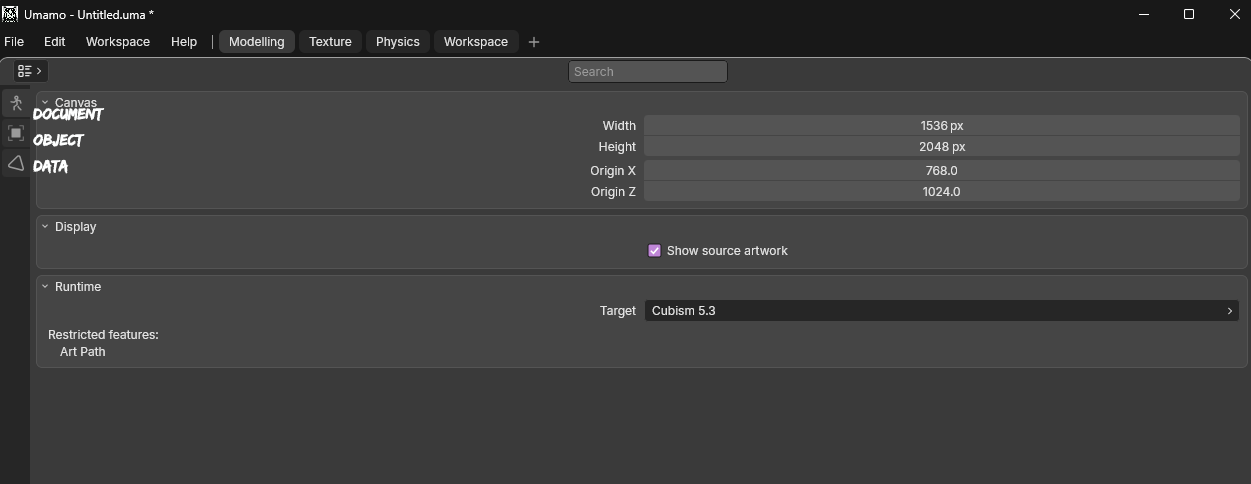 Umamo - Untitled.uma *
File Edit Workspace Help | Modelling Texture Physics Workspace +
Search
Canvas
DOCUMENT
Width 1536 px
OBJECT
Height 2048 px
DATA
Origin X 768.0
Origin Z 1024.0
Display
Show source artwork
Runtime
Target Cubism 5.3
Restricted features:
Art Path